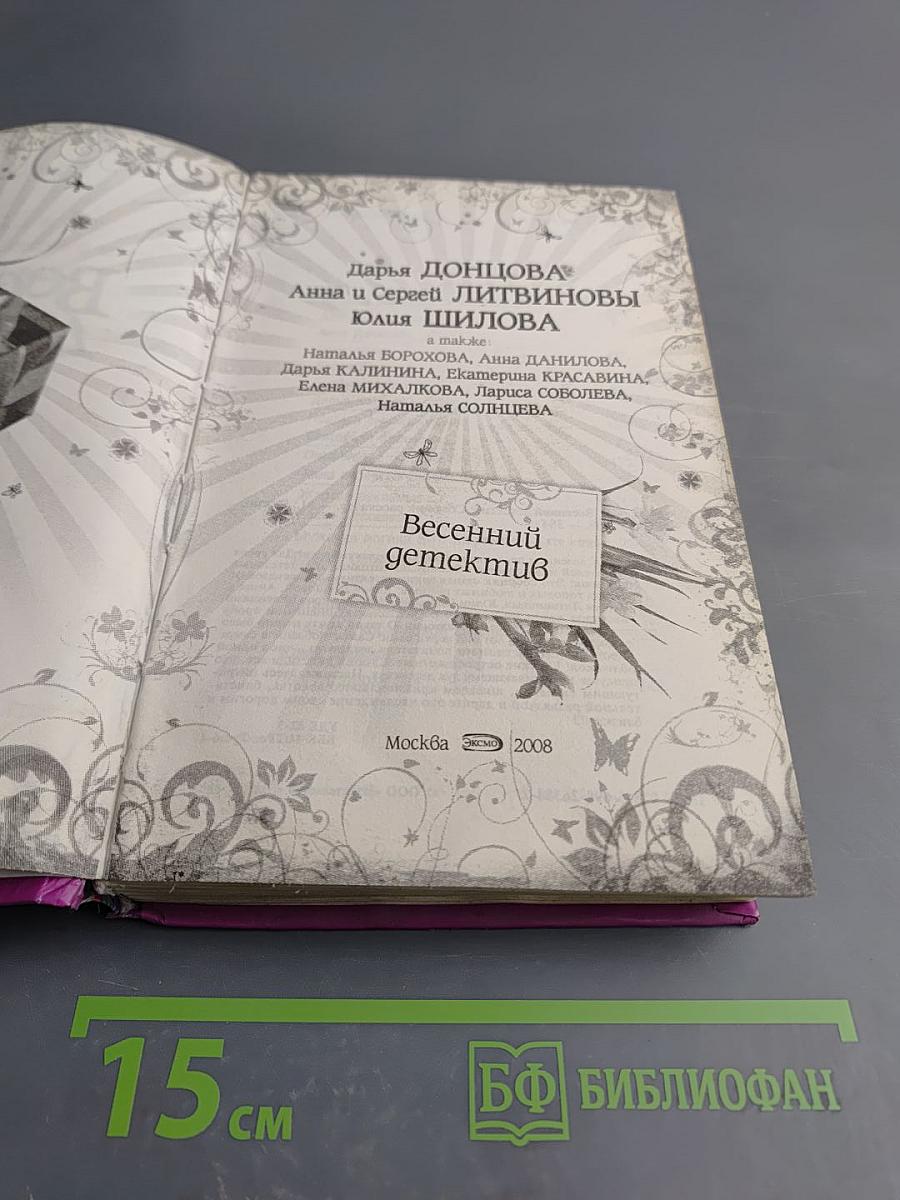 Дарья ДОНЦОВА
Анна и Сергей ЛИТВИНОВЫ
Юлия ШИЛОВА
а также:
Наталья БОРОХОВА, Анна ДАНИЛОВА,
Дарья КАЛИНИНА, Екатерина КРАСАВИНА,
Елена МИХАЛКОВА, Лариса СОБОЛЕВА,
Наталья СОЛНЦЕВА
Весенний
детектив
Москва ЭКСМО 2008
15 см
БФ БИБЛИОФАН